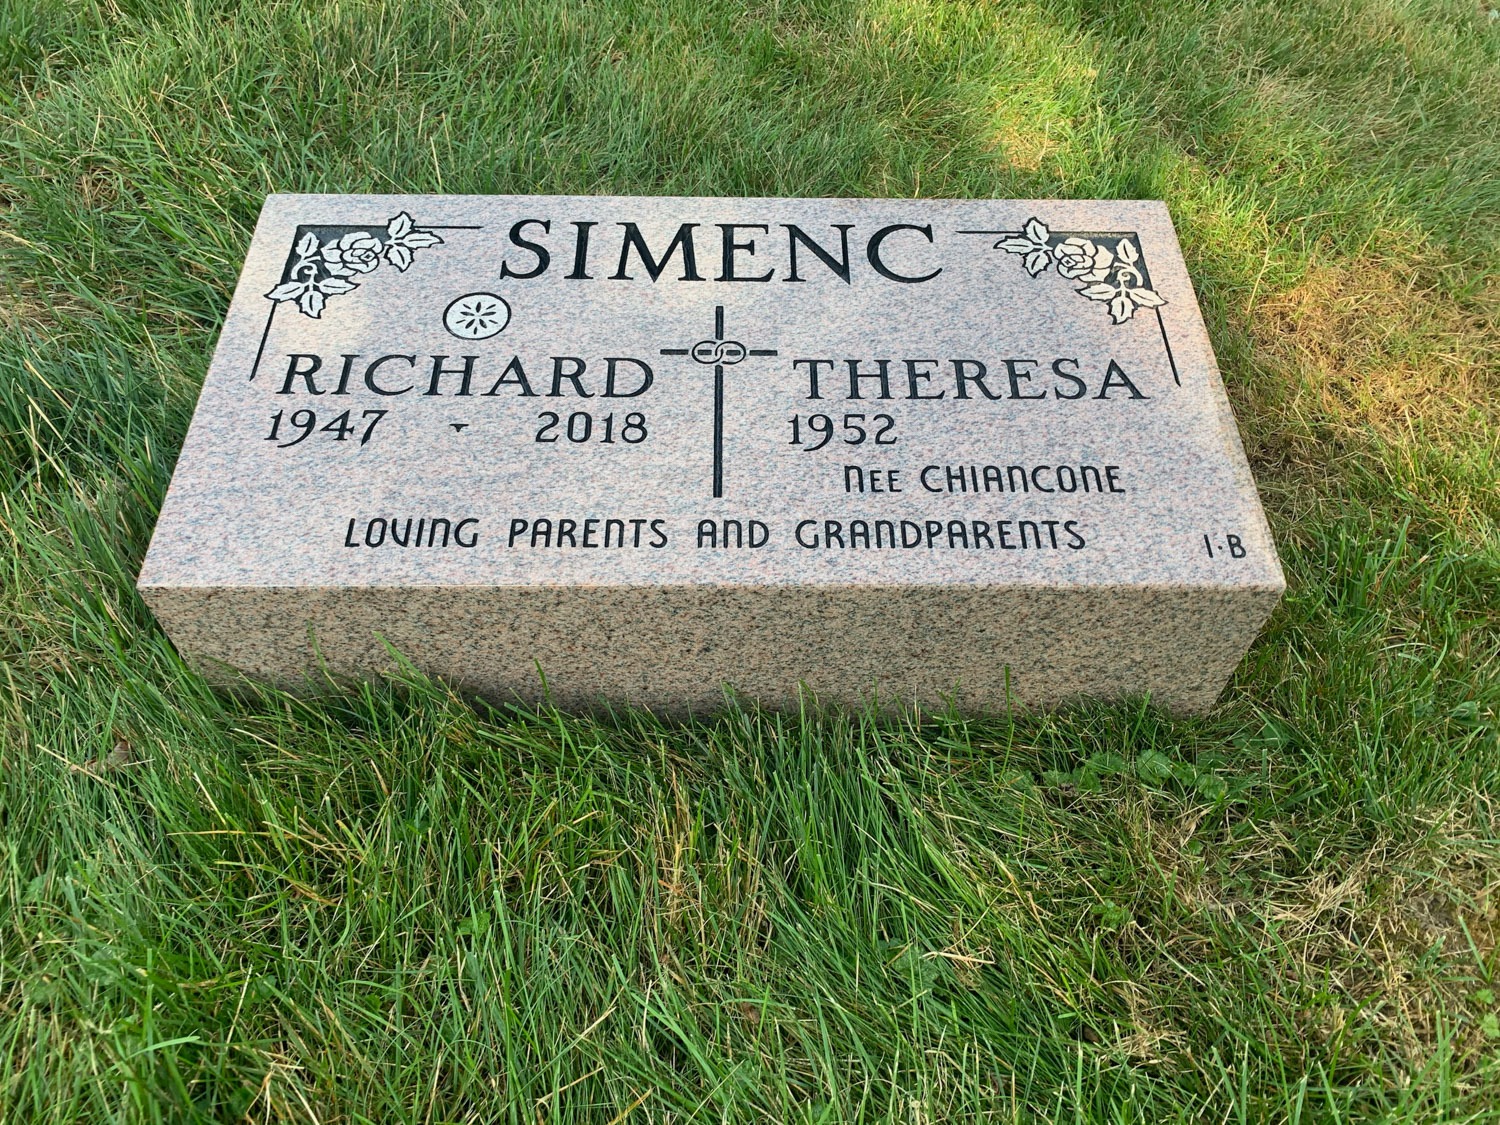 SIMENC
RICHARD THERESA
1947 - 2018 1952
NEE CHIANCONE
LOVING PARENTS AND GRANDPARENTS
1·B